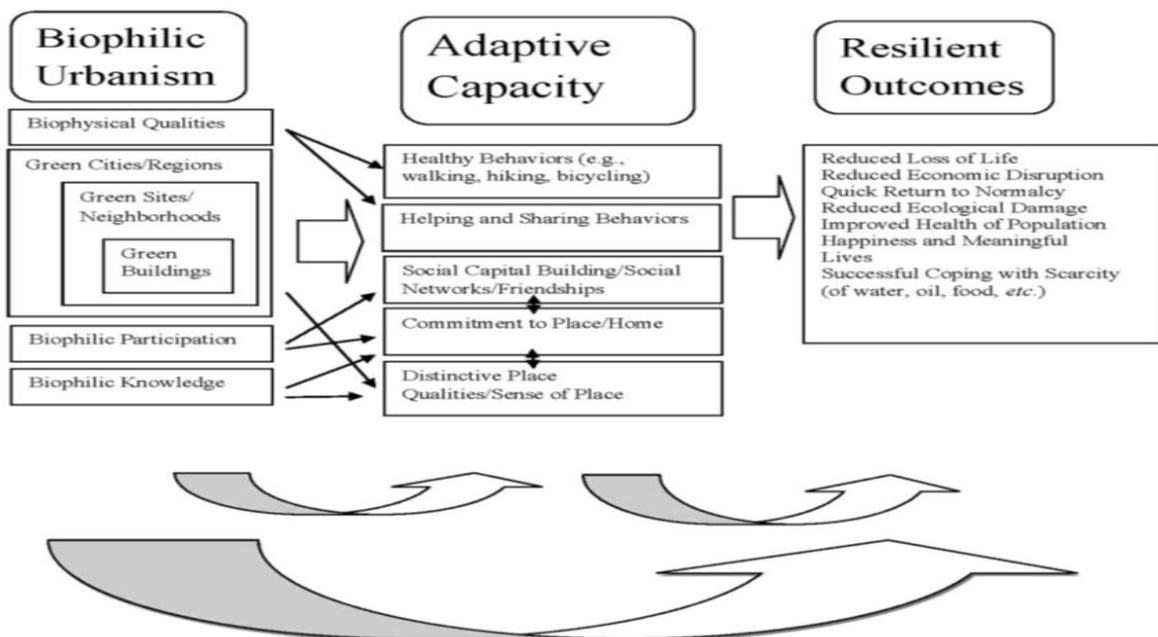 Biophilic
Urbanism
Biophysical Qualities
Green Cities/Regions
Green Sites/
Neighborhoods
Green
Buildings
Biophilic Participation
Biophilic Knowledge
Adaptive
Capacity
Healthy Behaviors (e.g.,
walking, hiking, bicycling)
Helping and Sharing Behaviors
Social Capital Building/Social
Networks/Friendships
Commitment to Place/Home
Distinctive Place
Qualities/Sense of Place
Resilient
Outcomes
Reduced Loss of Life
Reduced Economic Disruption
Quick Return to Normalcy
Reduced Ecological Damage
Improved Health of Population
Happiness and Meaningful
Lives
Successful Coping with Scarcity
(of water, oil, food, etc.)